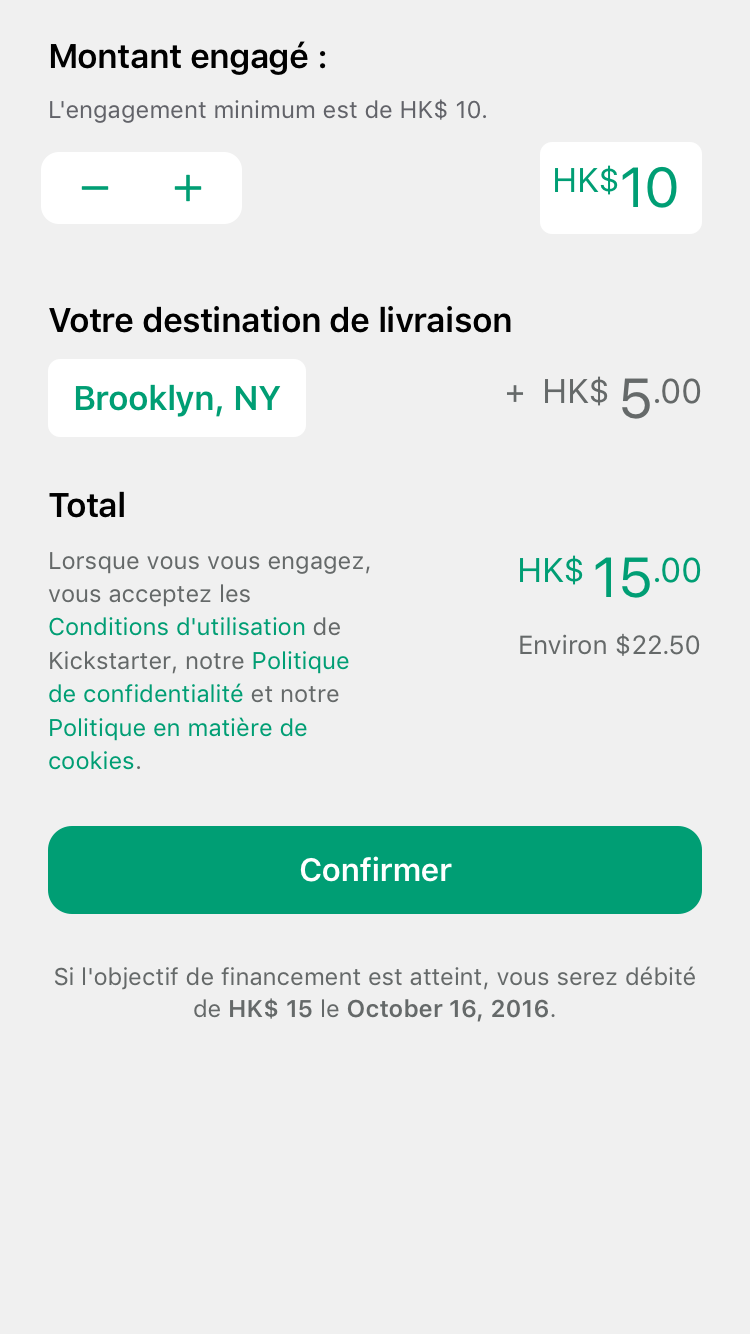 Montant engagé :
L'engagement minimum est de HK$ 10.
− +
HK$10
Votre destination de livraison
Brooklyn, NY
+ HK$ 5.00
Total
Lorsque vous vous engagez,
vous acceptez les
Conditions d'utilisation de
Kickstarter, notre Politique
de confidentialité et notre
Politique en matière de
cookies.
HK$ 15.00
Environ $22.50
Confirmer
Si l'objectif de financement est atteint, vous serez débité
de HK$ 15 le October 16, 2016.